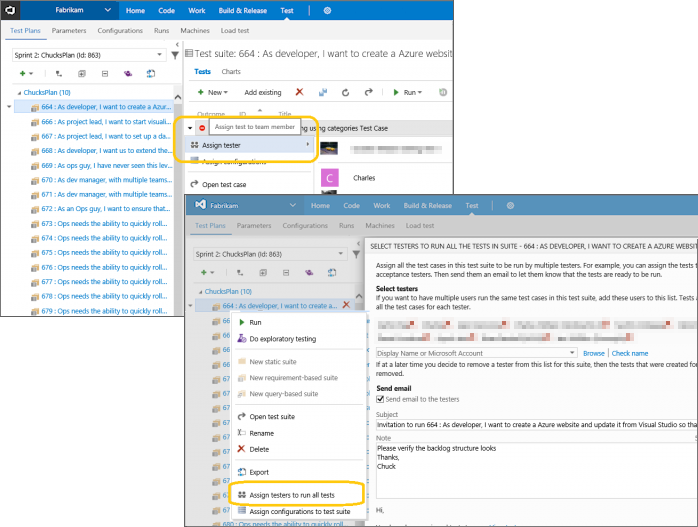 Fabrikam
Home Code Work Build & Release Test
Test Plans Parameters Configurations Runs Machines Load test
Sprint 2: ChucksPlan (Id: 863)
ChucksPlan (10)
664 : As developer, I want to create a Azur...
666 : As project lead, I want to start visuali...
667 : As project lead, I want to set up a da...
668 : As developer, I want us to extend the...
669 : As ops guy, I have never seen this lev...
670 : As dev manager, with multiple teams...
671 : As dev manager, with multiple teams...
672 : As an Ops guy, I want to ensure that...
673 : Ops needs the ability to quickly roll...
674 : Ops needs the ability to quickly roll...
675 : Ops needs the ability to quickly roll...
676 : Ops needs the ability to quickly roll...
677 : Ops needs the ability to quickly roll...
678 : Ops needs the ability to quickly roll...
679 : Ops needs the ability to quickly roll...
Test suite: 664 : As developer, I want to create a Azure websit
Tests Charts
New Add existing Run
Outcome ID Title
Assign test to team member
ng using categories Test Case
Assign tester
Assign configurations
Open test case
C Charles
Fabrikam
Home Code Work Build & Release Test
Test Plans Parameters Configurations Runs Machines Load test
Sprint 2: ChucksPlan (Id: 863)
ChucksPlan (10)
664 : As developer, I want to create a...
Run
Do exploratory testing
New static suite
New requirement-based suite
New query-based suite
Open test suite
Rename
Delete
Export
Assign testers to run all tests
Assign configurations to test suite
680 : Ops needs the ability to quickly roll...
SELECT TESTERS TO RUN ALL THE TESTS IN SUITE - 664 : AS DEVELOPER, I WANT TO CREATE A AZURE WEBSIT
Assign all the test cases in this test suite to be run by multiple testers. For example, you can assign the tests t
acceptance testers. Then send them an email to let them know that the tests are ready to be run.
Select testers
If you want to have multiple users run the same test cases in this test suite, add these users to this list. Tests a
all the test cases for each tester.
Display Name or Microsoft Account
Browse | Check name
If at a later time you decide to remove a tester from this list for this suite, then the tests that were created for
removed.
Send email
Send email to the testers
Subject
Invitation to run 664 : As developer, I want to create a Azure website and update it from Visual Studio so tha
Note
Please verify the backlog structure looks
Thanks,
Chuck
Hi,